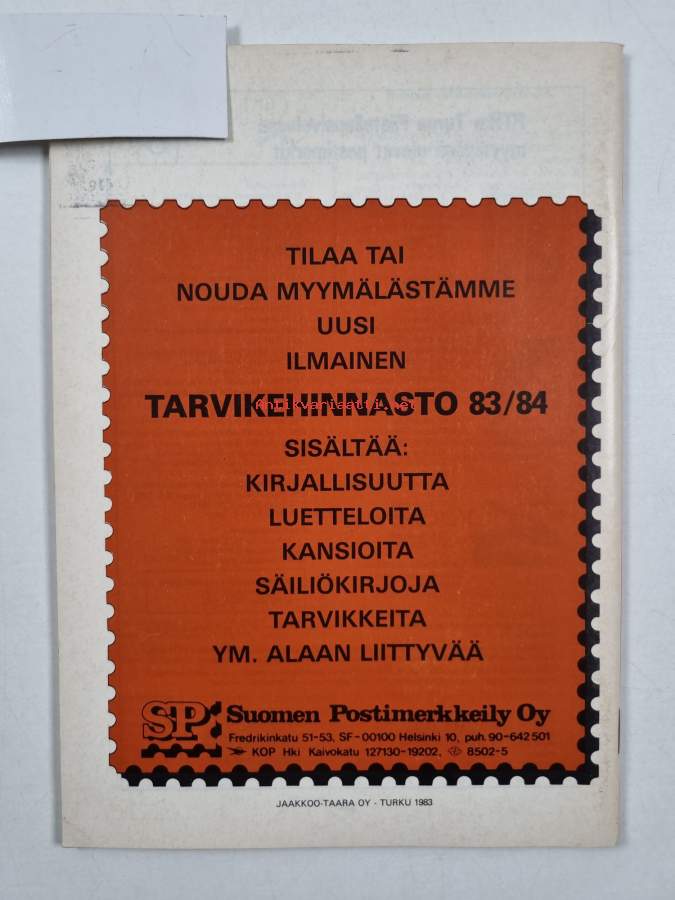 TILAA TAI
NOUDA MYYMÄLÄSTÄMME
UUSI
ILMAINEN
TARVIKEHINNASTO 83/84
Antikvariaatti.net
SISÄLTÄÄ:
KIRJALLISUUTTA
LUETTELOITA
KANSIOITA
SÄILIÖKIRJOJA
TARVIKKEITA
YM. ALAAN LIITTYVÄÄ
SP Suomen Postimerkkeily Oy
Fredrikinkatu 51-53, SF-00100 Helsinki 10, puh. 90-642 501
KOP Hki Kaivokatu 127130-19202, 8502-5
JAAKKOO-TAARA OY - TURKU 1983